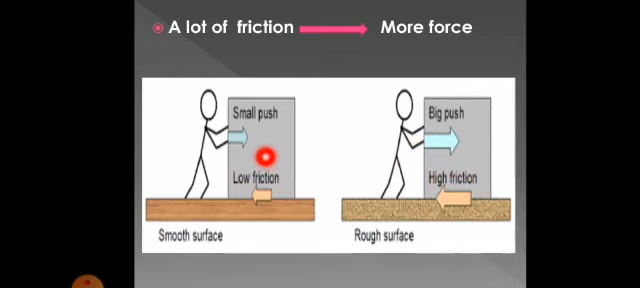 A lot of friction More force
Small push
Low friction
Smooth surface
Big push
High friction
Rough surface